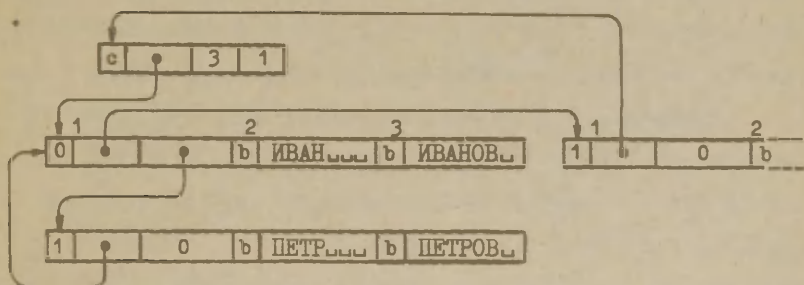 с 3 1
1 2 3 1 2
0 b ИВАН␣␣␣ b ИВАНОВ␣ 1 0 b
1 0 b ПЕТР␣␣␣ b ПЕТРОВ␣